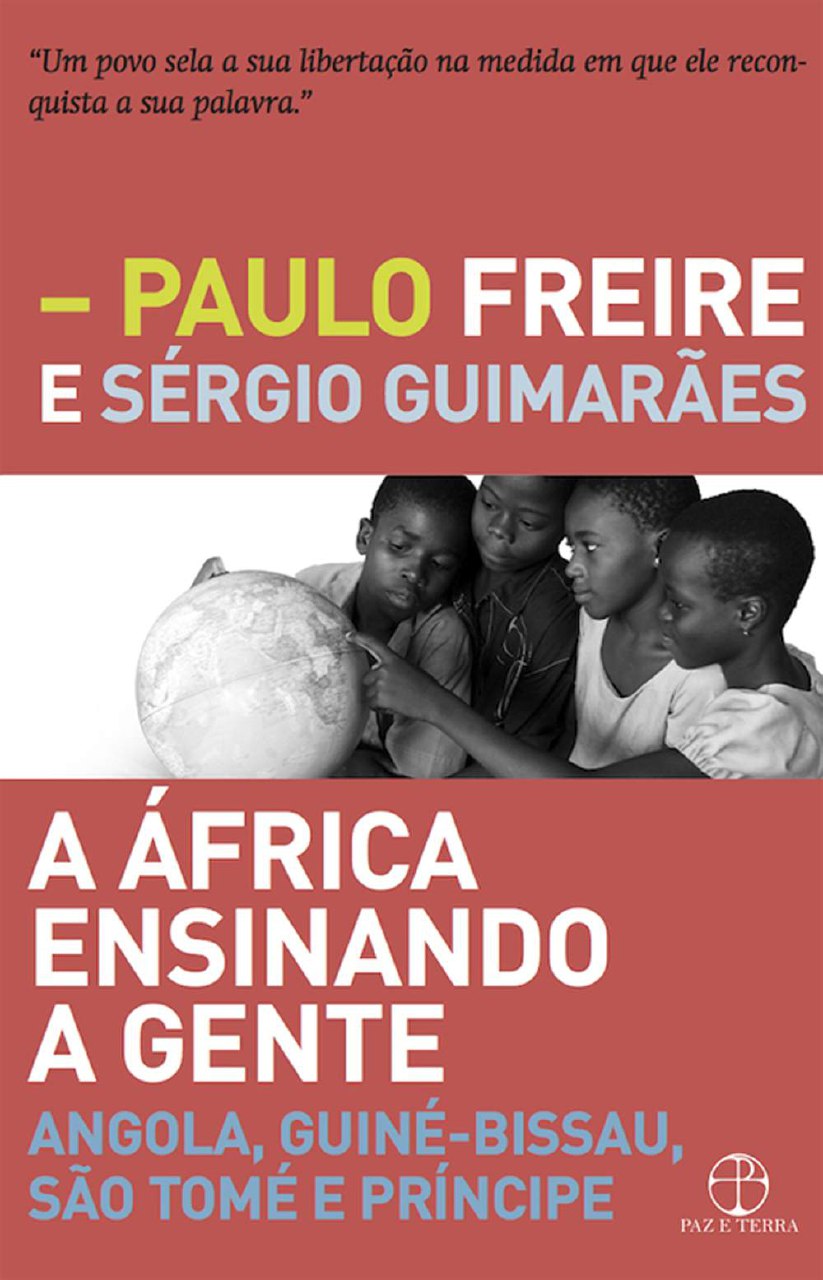 “Um povo sela a sua libertação na medida em que ele recon-
quista a sua palavra.”
– PAULO FREIRE
E SÉRGIO GUIMARÃES
A ÁFRICA
ENSINANDO
A GENTE
ANGOLA, GUINÉ-BISSAU,
SÃO TOMÉ E PRÍNCIPE
PAZ E TERRA